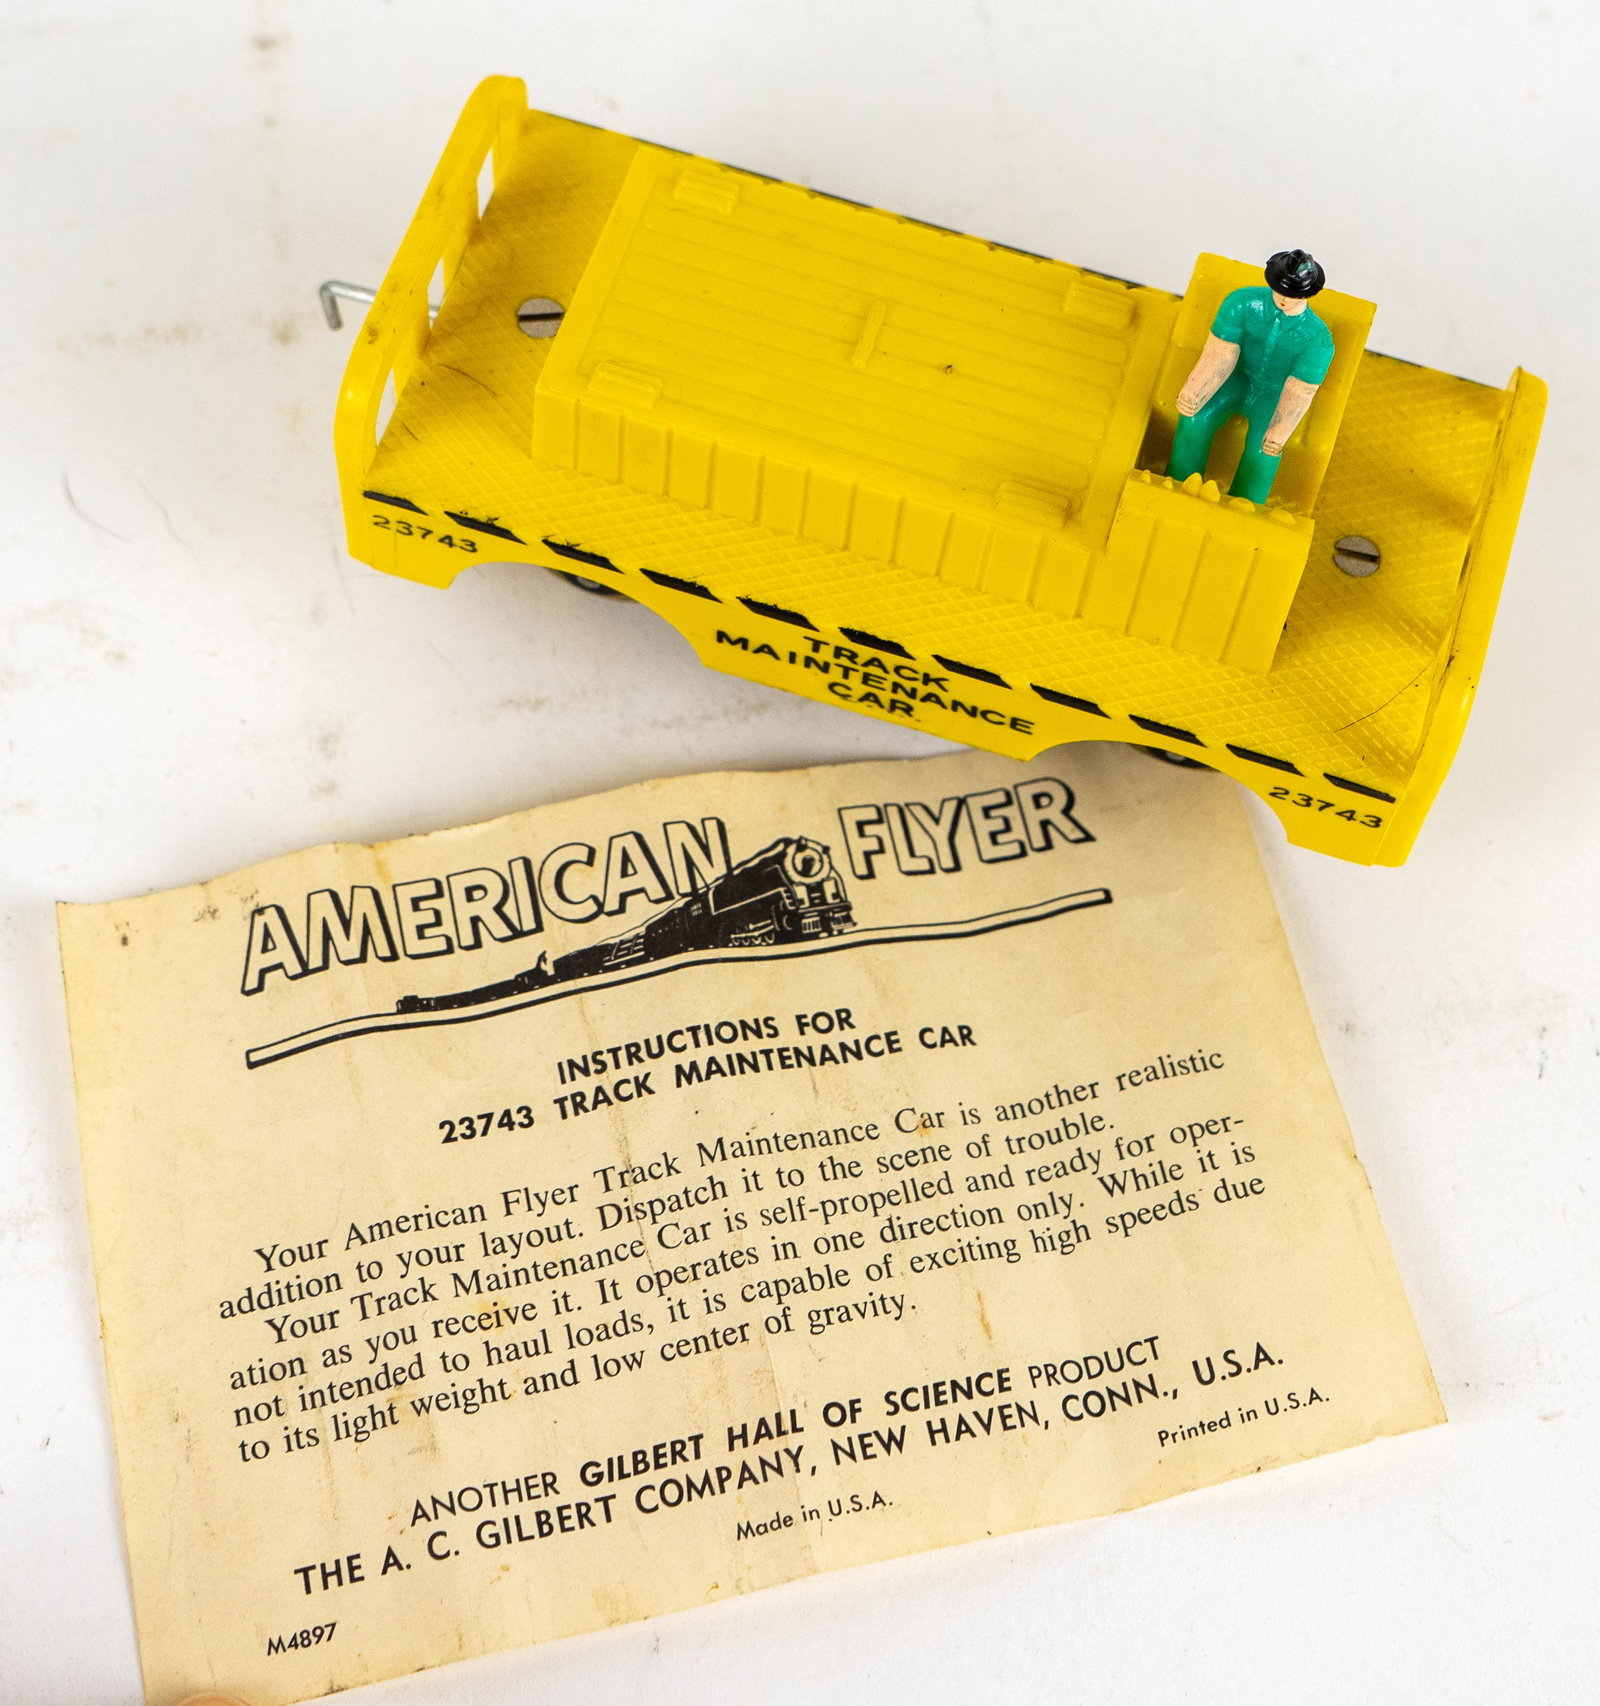 23743
TRACK
MAINTENANCE
CAR
23743
AMERICAN FLYER
INSTRUCTIONS FOR
23743 TRACK MAINTENANCE CAR
Your American Flyer Track Maintenance Car is another realistic
addition to your layout. Dispatch it to the scene of trouble.
Your Track Maintenance Car is self-propelled and ready for oper-
ation as you receive it. It operates in one direction only. While it is
not intended to haul loads, it is capable of exciting high speeds due
to its light weight and low center of gravity.
ANOTHER GILBERT HALL OF SCIENCE PRODUCT
THE A. C. GILBERT COMPANY, NEW HAVEN, CONN., U.S.A.
Made in U.S.A.
Printed in U.S.A.
M4897